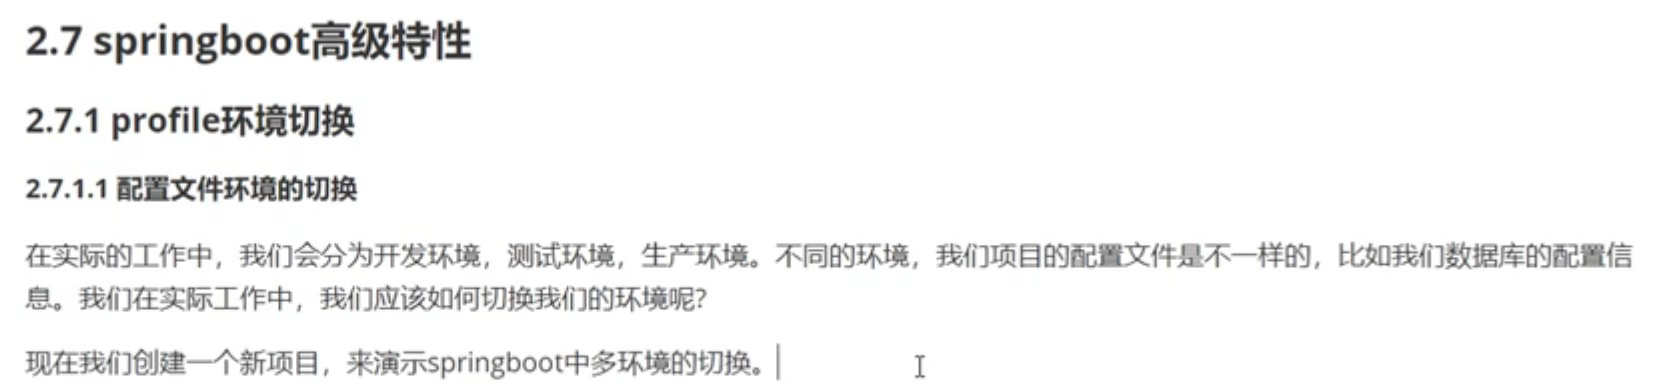 2.7 springboot高级特性
2.7.1 profile环境切换
2.7.1.1 配置文件环境的切换
在实际的工作中，我们会分为开发环境，测试环境，生产环境。不同的环境，我们项目的配置文件是不一样的，比如我们数据库的配置信
息。我们在实际工作中，我们应该如何切换我们的环境呢?
现在我们创建一个新项目，来演示springboot中多环境的切换。